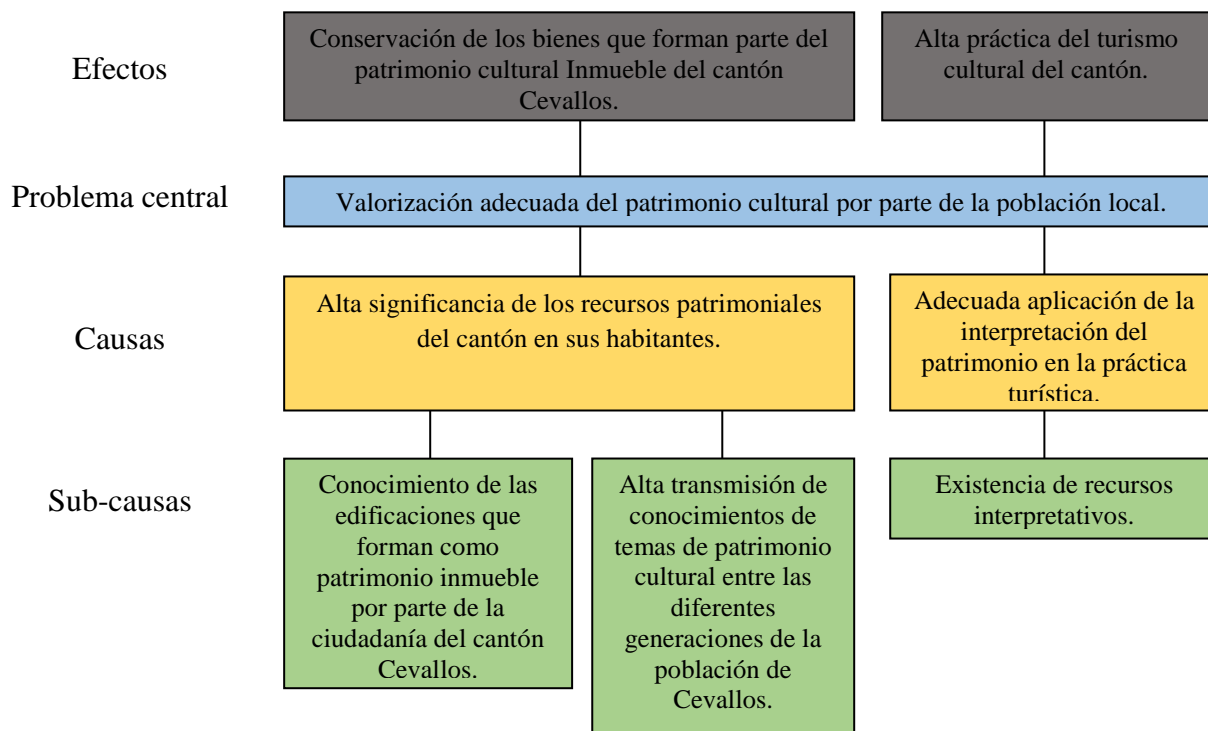 Efectos
Conservación de los bienes que forman parte del
patrimonio cultural Inmueble del cantón
Cevallos.
Alta práctica del turismo
cultural del cantón.
Problema central
Valorización adecuada del patrimonio cultural por parte de la población local.
Causas
Alta significancia de los recursos patrimoniales
del cantón en sus habitantes.
Adecuada aplicación de la
interpretación del
patrimonio en la práctica
turística.
Sub-causas
Conocimiento de las
edificaciones que
forman como
patrimonio inmueble
por parte de la
ciudadanía del cantón
Cevallos.
Alta transmisión de
conocimientos de
temas de patrimonio
cultural entre las
diferentes
generaciones de la
población de
Cevallos.
Existencia de recursos
interpretativos.